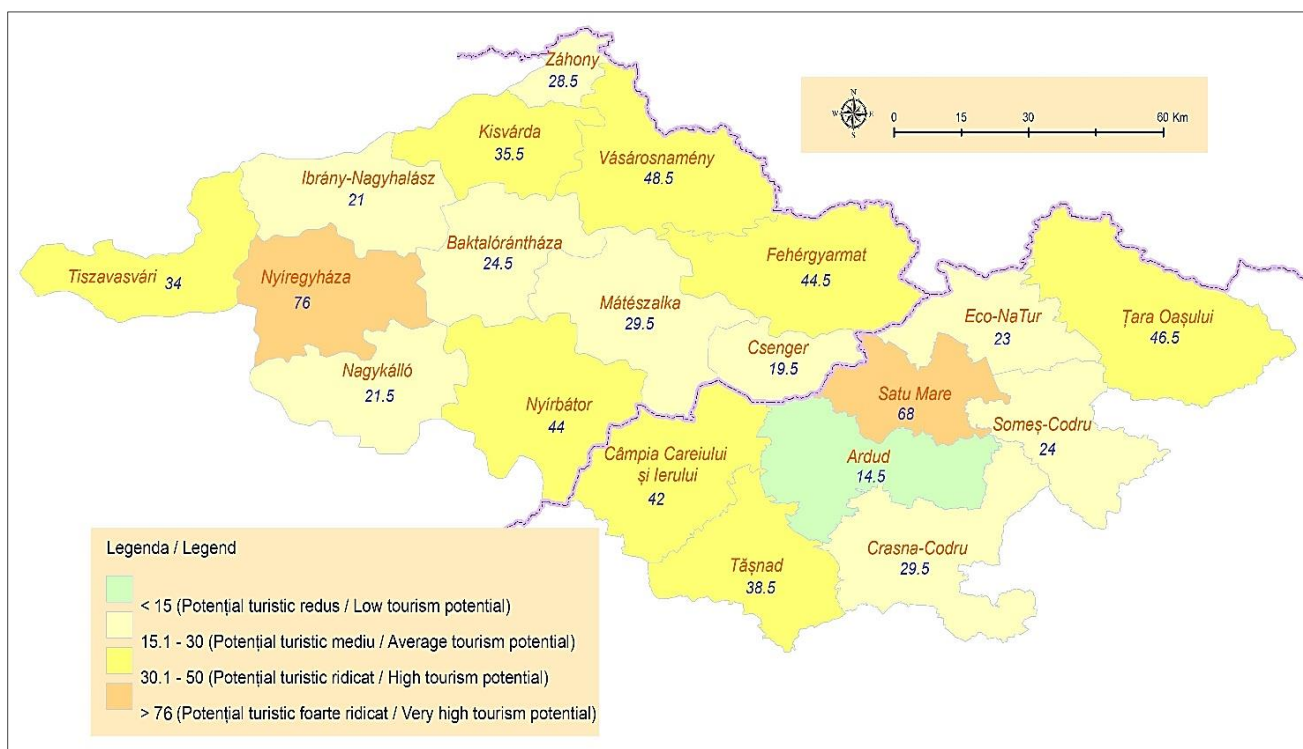 Záhony
28.5
N
W E
S
0 15 30 60 Km
Kisvárda
35.5
Vásárosnamény
48.5
Ibrány-Nagyhalász
21
Baktalórántháza
24.5
Fehérgyarmat
44.5
Tiszavasvári 34
Nyíregyháza
76
Mátészalka
29.5
Eco-NaTur
23
Țara Oașului
46.5
Csenger
19.5
Nagykálló
21.5
Satu Mare
68
Nyírbátor
44
Someș-Codru
24
Câmpia Careiului
și Ierului
42
Ardud
14.5
Crasna-Codru
29.5
Tășnad
38.5
Legenda / Legend
< 15 (Potențial turistic redus / Low tourism potential)
15.1 - 30 (Potențial turistic mediu / Average tourism potential)
30.1 - 50 (Potențial turistic ridicat / High tourism potential)
> 76 (Potențial turistic foarte ridicat / Very high tourism potential)